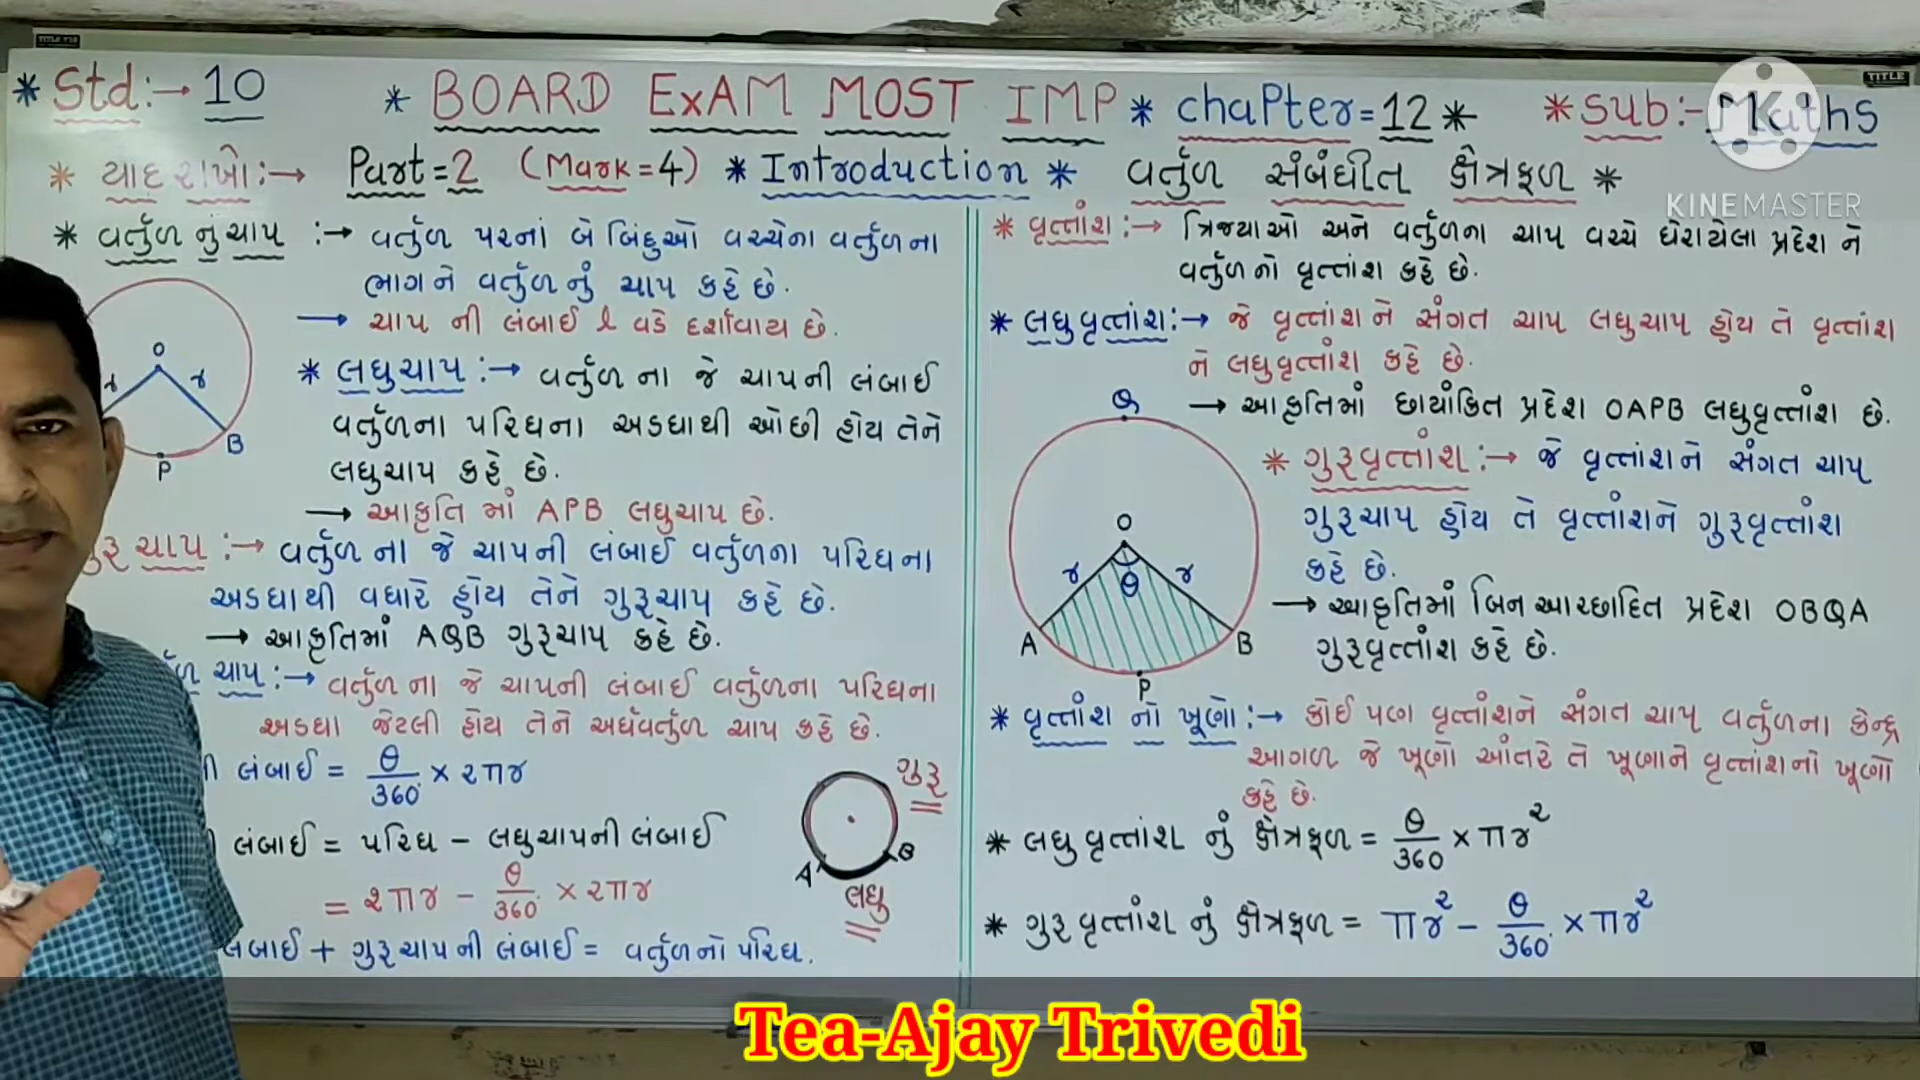 * Std:→ 10 * BOARD ExAM MOST IMP * chaPter=12 * * Sub:- Maths
KINEMASTER
* યાદ રાખો:→ Part=2 (Mark=4) * Introduction * વર્તુળ સંબંધીત ક્ષેત્રફળ *
* વર્તુળ નું ચાપ :→ વર્તુળ પરનાં બે બિંદુઓ વચ્ચેના વર્તુળના
ભાગને વર્તુળનું ચાપ કહે છે.
→ ચાપ ની લંબાઈ l વડે દર્શાવાય છે.
O
r r
B
P
* લઘુચાપ:→ વર્તુળ ના જે ચાપની લંબાઈ
વર્તુળના પરિઘના અડધાથી ઓછી હોય તેને
લઘુચાપ કહે છે.
→ આકૃતિ માં APB લઘુચાપ છે.
ગુરૂ ચાપ :→ વર્તુળ ના જે ચાપની લંબાઈ વર્તુળના પરિઘના
અડધાથી વધારે હોય તેને ગુરૂચાપ કહે છે.
→ આકૃતિમાં AQB ગુરૂચાપ કહે છે.
ચાપ:→ વર્તુળ ના જે ચાપની લંબાઈ વર્તુળના પરિઘના
અડધા જેટલી હોય તેને અર્ધવર્તુળ ચાપ કહે છે.
લંબાઈ = θ/360 × 2πr
લંબાઈ = પરિઘ - લઘુચાપની લંબાઈ
= 2πr - θ/360 × 2πr
લંબાઈ + ગુરૂચાપની લંબાઈ = વર્તુળનો પરિઘ.
ગુરૂ
A B
લઘુ
* વૃત્તાંશ:→ ત્રિજ્યાઓ અને વર્તુળના ચાપ વચ્ચે ઘેરાયેલા પ્રદેશ ને
વર્તુળનો વૃત્તાંશ કહે છે.
* લઘુવૃત્તાંશ:→ જે વૃત્તાંશને સંગત ચાપ લઘુચાપ હોય તે વૃત્તાંશ
ને લઘુવૃત્તાંશ કહે છે.
→ આકૃતિમાં છાયાંકિત પ્રદેશ OAPB લઘુવૃત્તાંશ છે.
* ગુરૂવૃત્તાંશ:→ જે વૃત્તાંશને સંગત ચાપ
ગુરૂચાપ હોય તે વૃત્તાંશને ગુરૂવૃત્તાંશ
કહે છે.
→ આકૃતિમાં બિનઆચ્છાદિત પ્રદેશ OBQA
ગુરૂવૃત્તાંશ કહે છે.
Q
O
r θ r
A B
P
* વૃત્તાંશ નો ખૂણો:→ કોઈ પણ વૃત્તાંશને સંગત ચાપ વર્તુળના કેન્દ્ર
આગળ જે ખૂણો આંતરે તે ખૂણાને વૃત્તાંશનો ખૂણો
કહે છે.
* લઘુવૃત્તાંશ નું ક્ષેત્રફળ = θ/360 × πr²
* ગુરૂવૃત્તાંશ નું ક્ષેત્રફળ = πr² - θ/360 × πr²
Tea-Ajay Trivedi